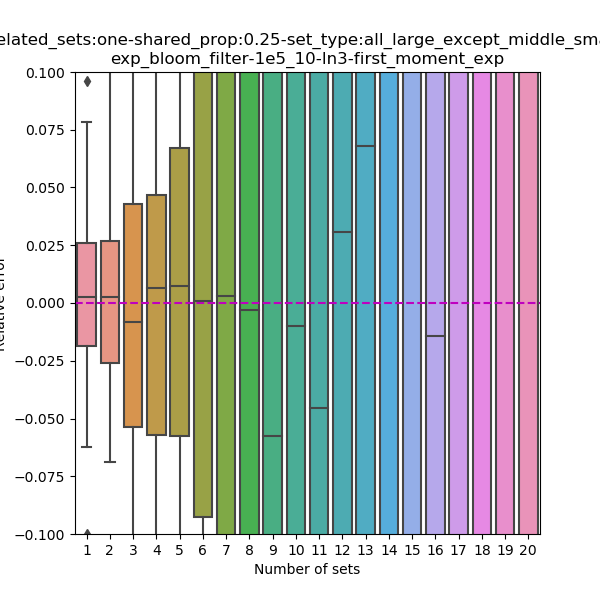 elated_sets:one-shared_prop:0.25-set_type:all_large_except_middle_sma
exp_bloom_filter-1e5_10-ln3-first_moment_exp
0.100
0.075
0.050
0.025
0.000
−0.025
−0.050
−0.075
−0.100
Relative error
1 2 3 4 5 6 7 8 9 10 11 12 13 14 15 16 17 18 19 20
Number of sets